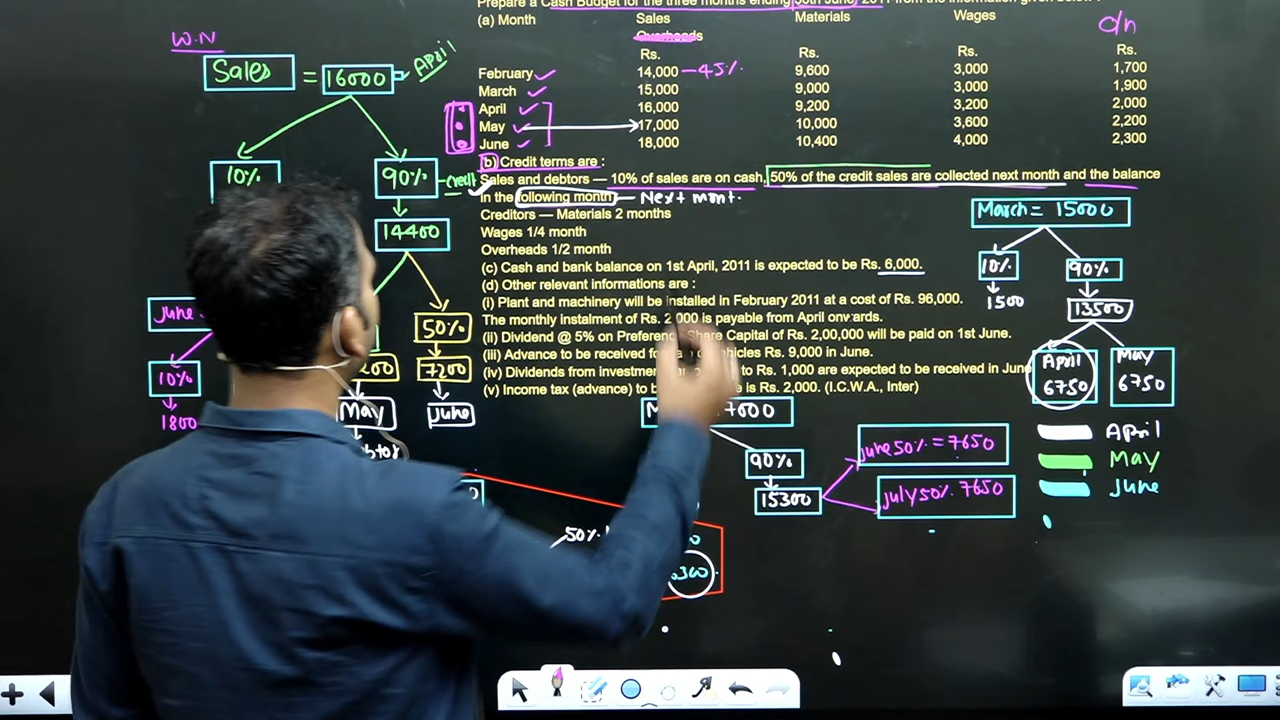 Prepare a Cash Budget for the three months ending 30th June, 2011 from the information given below :
(a) Month Sales Materials Wages
Overheads
o/n
Rs. Rs. Rs. Rs.
February 14,000 - 45% 9,600 3,000 1,700
March 15,000 9,000 3,000 1,900
April 16,000 9,200 3,200 2,000
May 17,000 10,000 3,600 2,200
June 18,000 10,400 4,000 2,300
b) Credit terms are :
Sales and debtors — 10% of sales are on cash, 50% of the credit sales are collected next month and the balance
in the following month — Next mont.
Creditors — Materials 2 months
Wages 1/4 month
Overheads 1/2 month
(c) Cash and bank balance on 1st April, 2011 is expected to be Rs. 6,000.
(d) Other relevant informations are :
(i) Plant and machinery will be installed in February 2011 at a cost of Rs. 96,000.
The monthly instalment of Rs. 2,000 is payable from April onwards.
(ii) Dividend @ 5% on Preference Share Capital of Rs. 2,00,000 will be paid on 1st June.
(iii) Advance to be received for vehicles Rs. 9,000 in June.
(iv) Dividends from investments to Rs. 1,000 are expected to be received in June
(v) Income tax (advance) to be is Rs. 2,000. (I.C.W.A., Inter)
W.N
Sales = 16000 April
10% 90% - credit
14400
50%
7200
May June
June
10%
1800
March = 15000
10% 90%
1500 13500
April 6750 May 6750
April
May
June
90%
15300
June 50% = 7650
July 50% 7650
50%